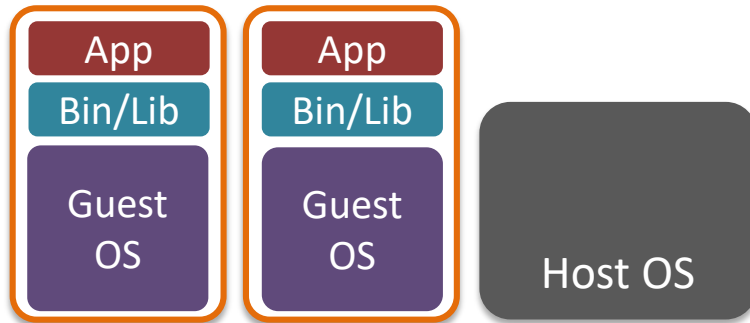 App
Bin/Lib
Guest
OS
App
Bin/Lib
Guest
OS
Host OS